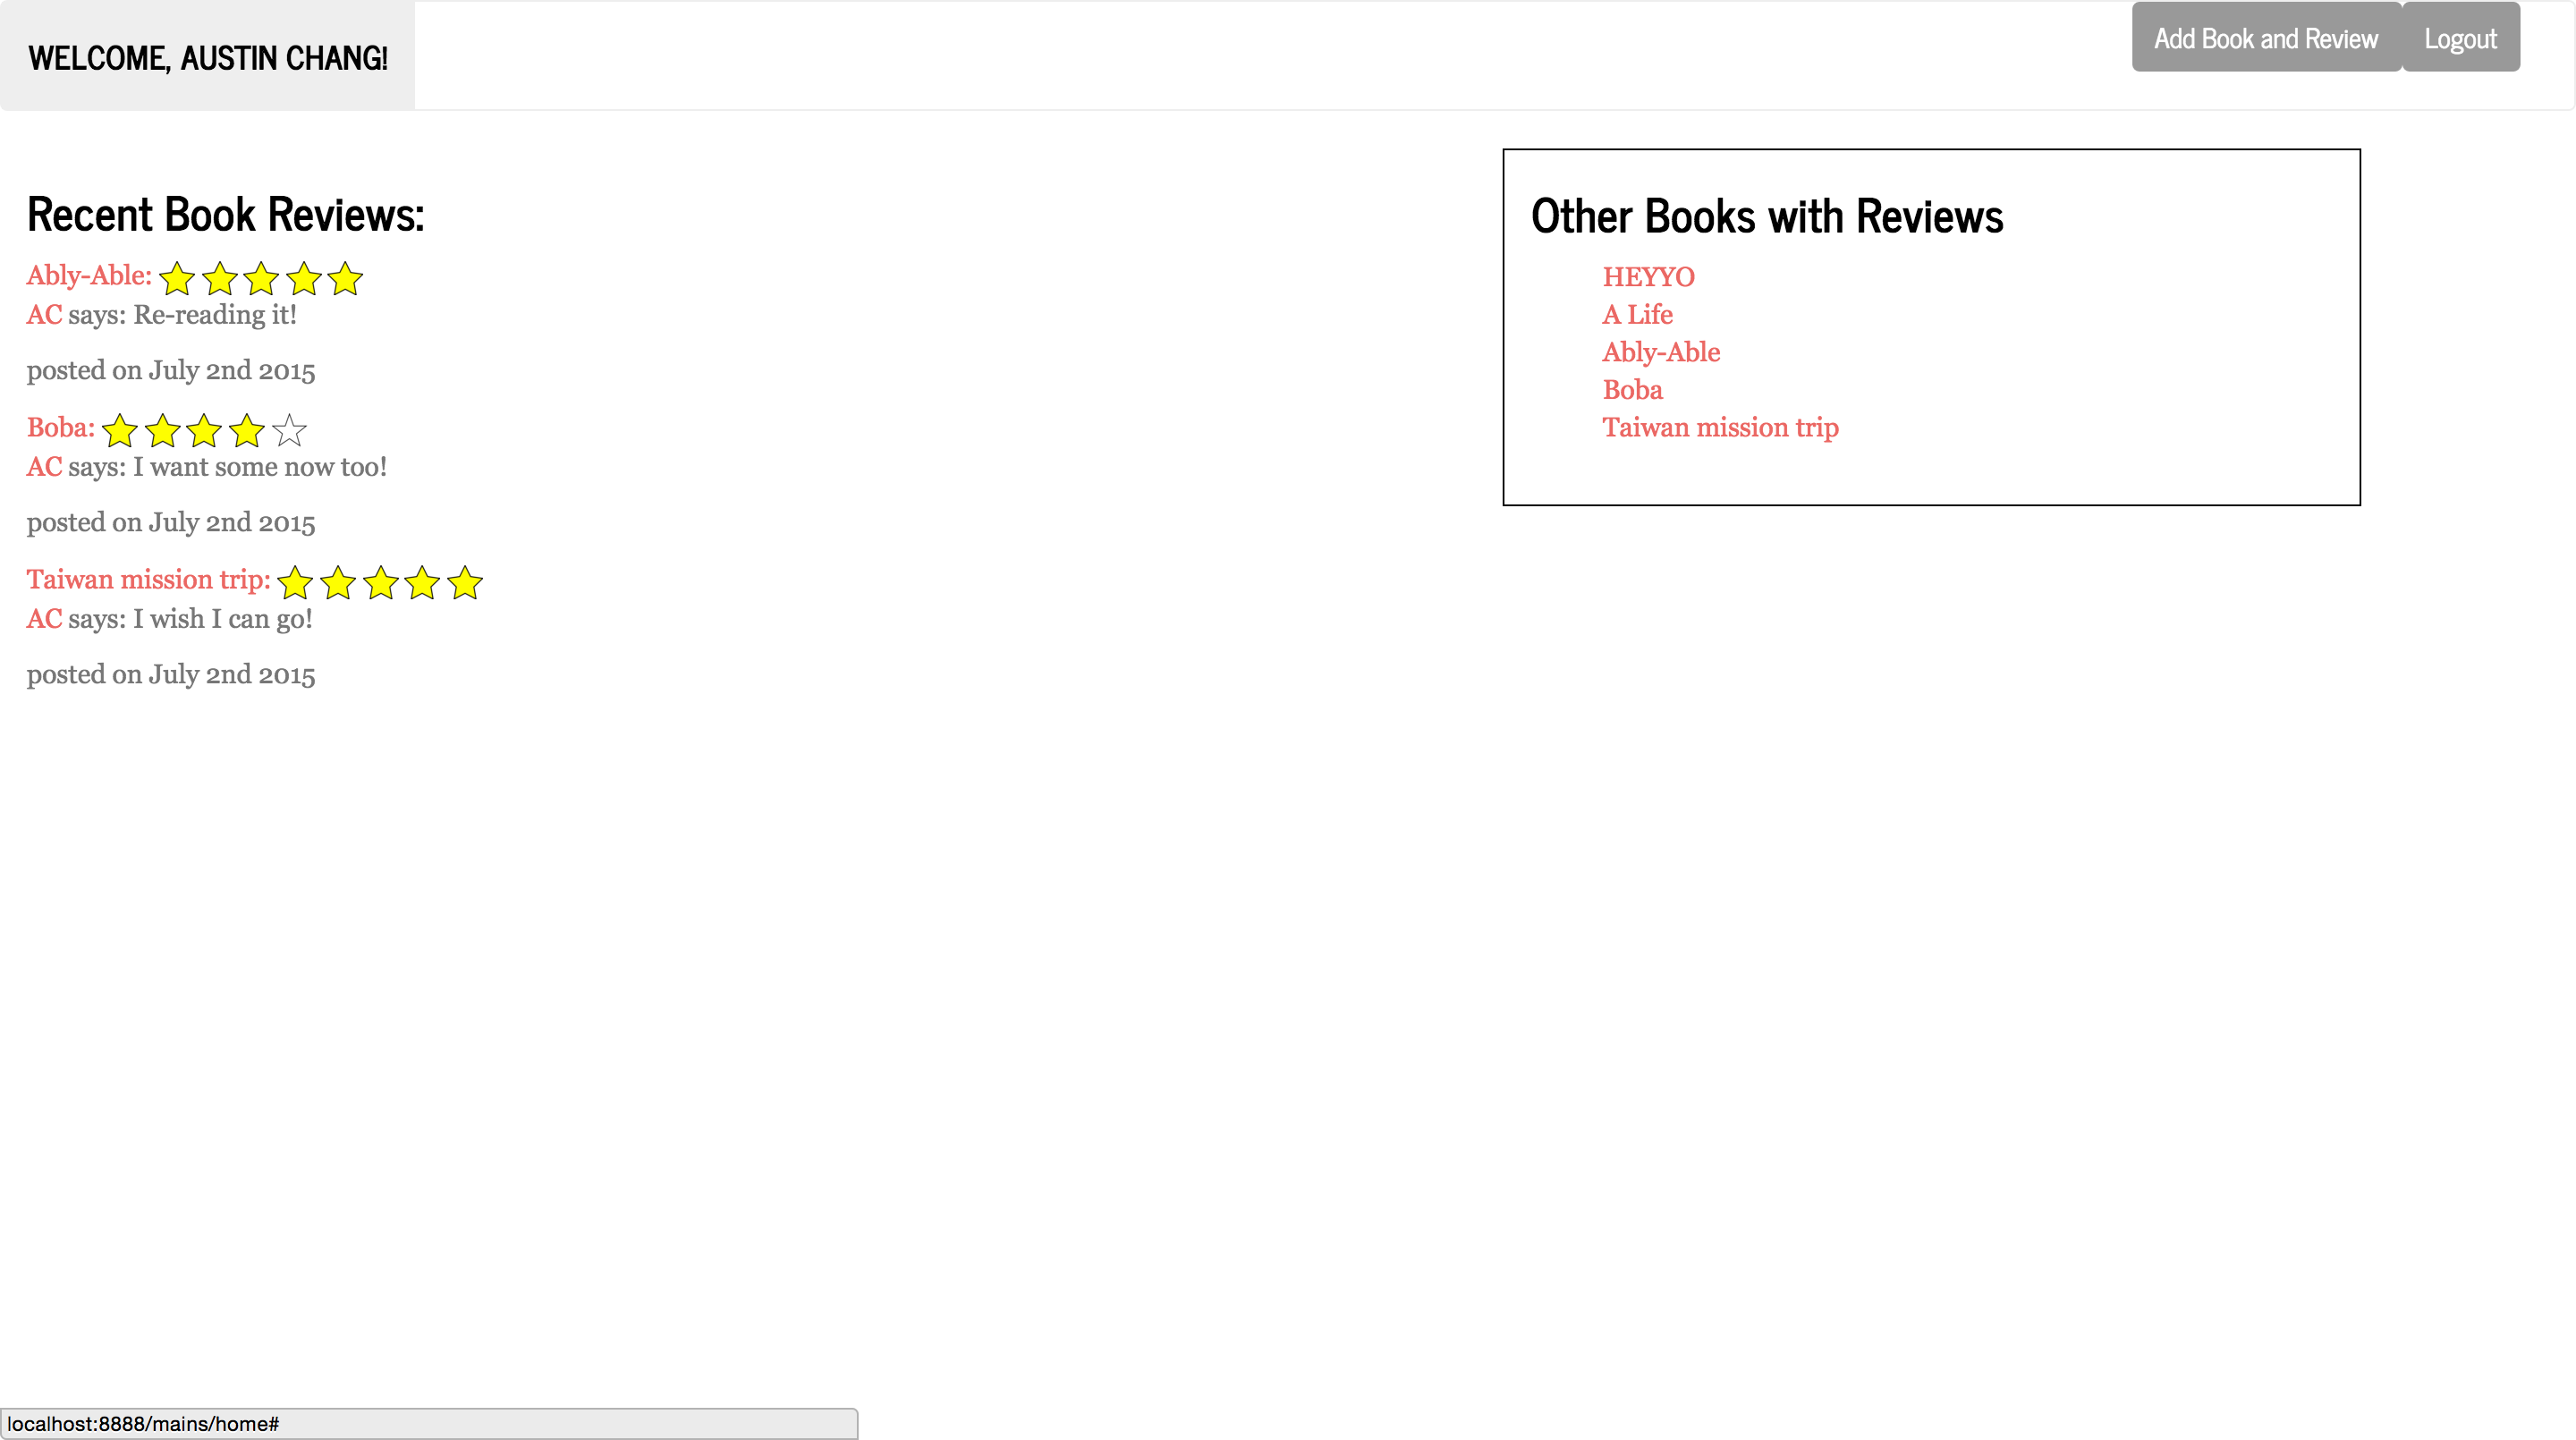 WELCOME, AUSTIN CHANG!
Add Book and Review
Logout
Recent Book Reviews:
Ably-Able:
AC says: Re-reading it!
posted on July 2nd 2015
Boba:
AC says: I want some now too!
posted on July 2nd 2015
Taiwan mission trip:
AC says: I wish I can go!
posted on July 2nd 2015
Other Books with Reviews
HEYYO
A Life
Ably-Able
Boba
Taiwan mission trip
localhost:8888/mains/home#